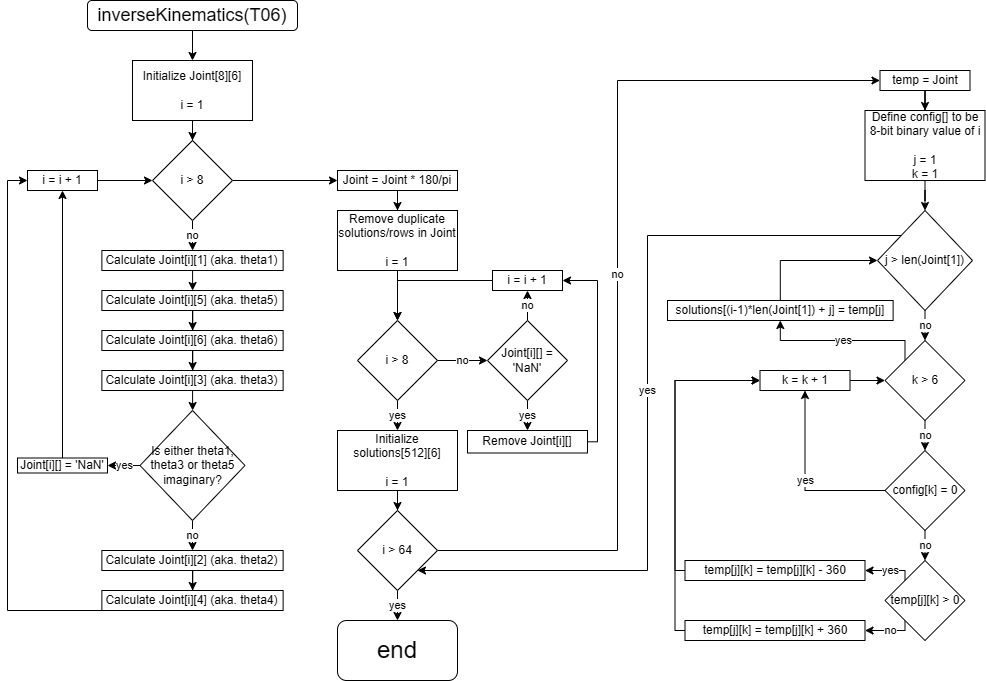 inverseKinematics(T06)
Initialize Joint[8][6]
i = 1
i > 8
i = i + 1
no
Calculate Joint[i][1] (aka. theta1)
Calculate Joint[i][5] (aka. theta5)
Calculate Joint[i][6] (aka. theta6)
Calculate Joint[i][3] (aka. theta3)
Is either theta1,
theta3 or theta5
imaginary?
yes
Joint[i][] = 'NaN'
no
Calculate Joint[i][2] (aka. theta2)
Calculate Joint[i][4] (aka. theta4)
Joint = Joint * 180/pi
Remove duplicate
solutions/rows in Joint
i = 1
i = i + 1
no
i > 8
no
Joint[i][] =
'NaN'
yes
yes
Remove Joint[i][]
Initialize
solutions[512][6]
i = 1
i > 64
yes
end
no
yes
temp = Joint
Define config[] to be
8-bit binary value of i
j = 1
k = 1
j > len(Joint[1])
solutions[(i-1)*len(Joint[1]) + j] = temp[j]
no
yes
k = k + 1
k > 6
no
yes
config[k] = 0
no
temp[j][k] = temp[j][k] - 360
yes
temp[j][k] > 0
temp[j][k] = temp[j][k] + 360
no